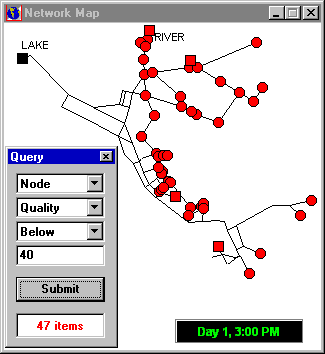 Network Map
LAKE
RIVER
Query
Node
Quality
Below
40
Submit
47 items
Day 1, 3:00 PM